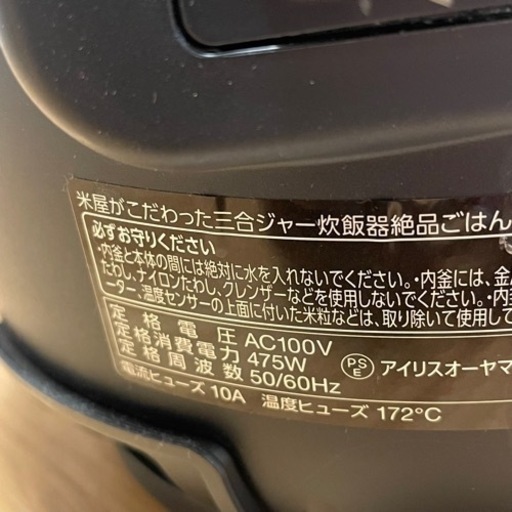 米屋がこだわった三合ジャー炊飯器絶品ごはん
必ずお守りください
・内釜と本体の間には絶対に水を入れないでください。・内釜には、金
たわし、ナイロンたわし、クレンザーなどを使用しないでください。・
ーター、温度センサーの上面に付いた米粒などは、取り除いて使用して
定格電圧 AC100V
定格消費電力 475W
定格周波数 50/60Hz
PSE アイリスオーヤマ
電流ヒューズ 10A 温度ヒューズ 172°C